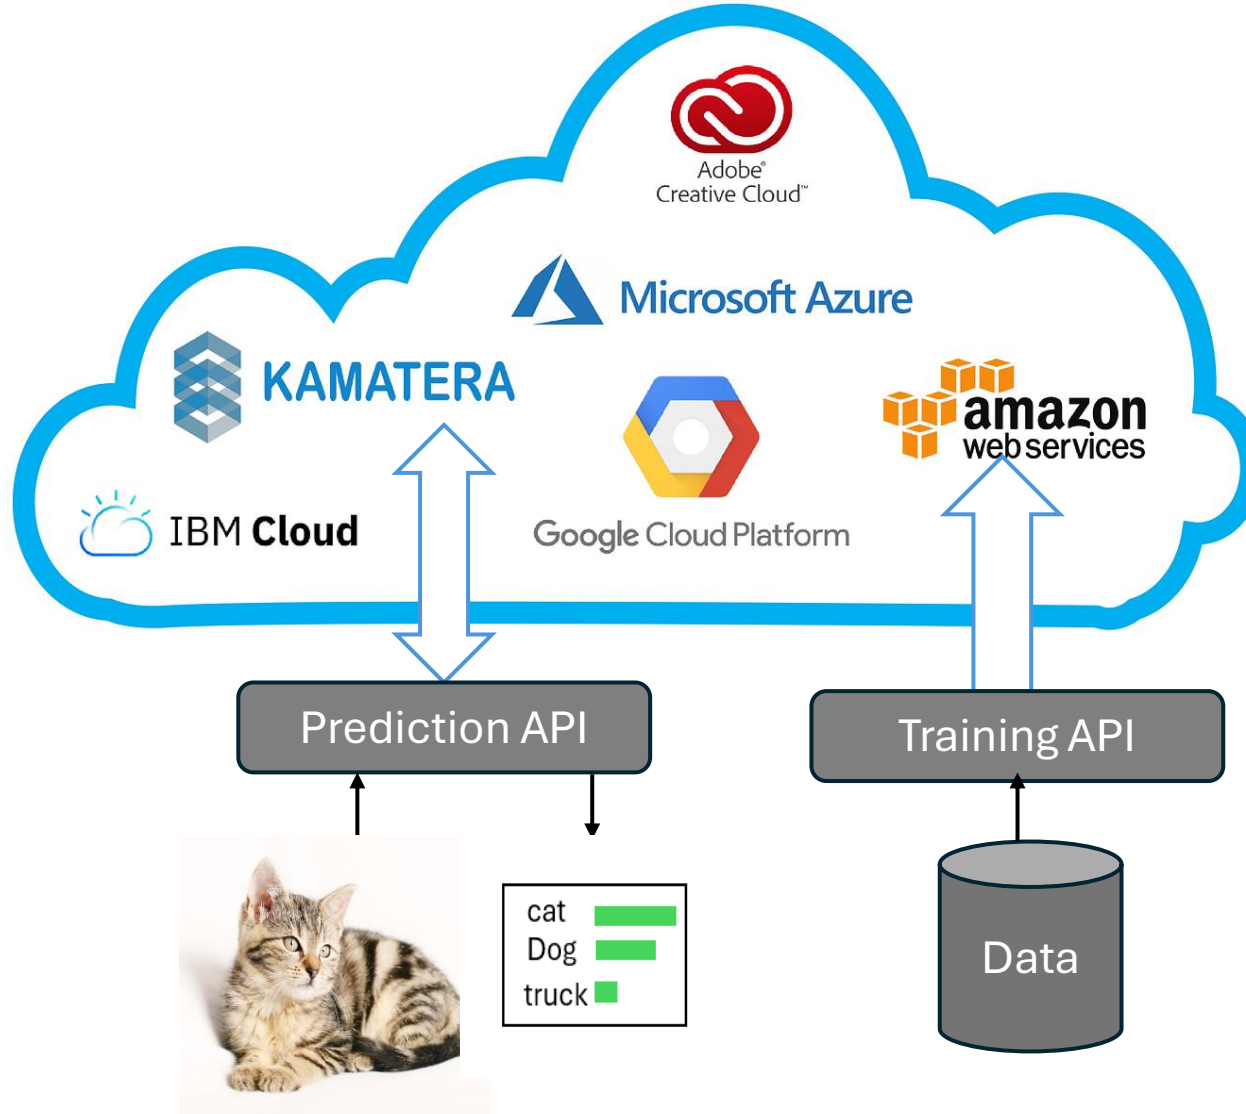 Adobe®
Creative Cloud™
Microsoft Azure
KAMATERA
amazon
web services
IBM Cloud
Google Cloud Platform
Prediction API
Training API
cat
Dog
truck
Data